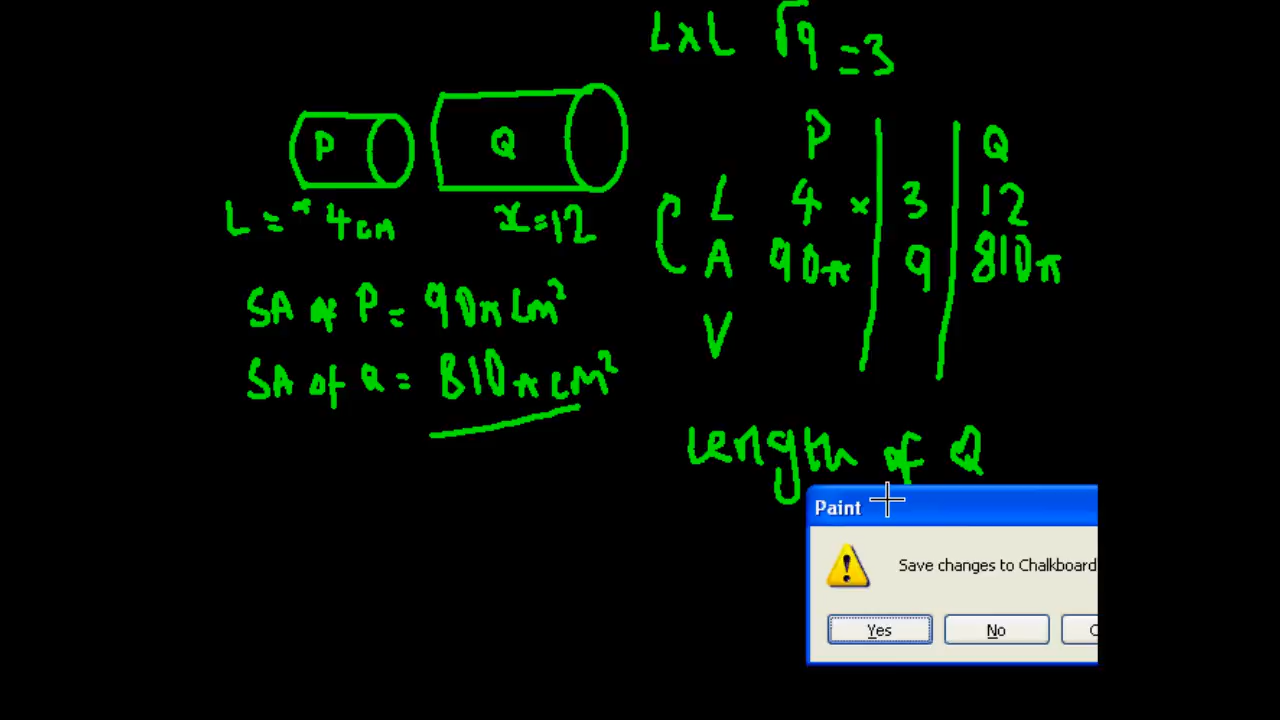 L x L √9 = 3
P Q
P Q
L 4 x 3 12
L = 4cm x = 12
A 90π 9 810π
SA of P = 90π cm²
V
SA of Q = 810π cm²
Length of Q
Paint
Save changes to Chalkboard
Yes No C